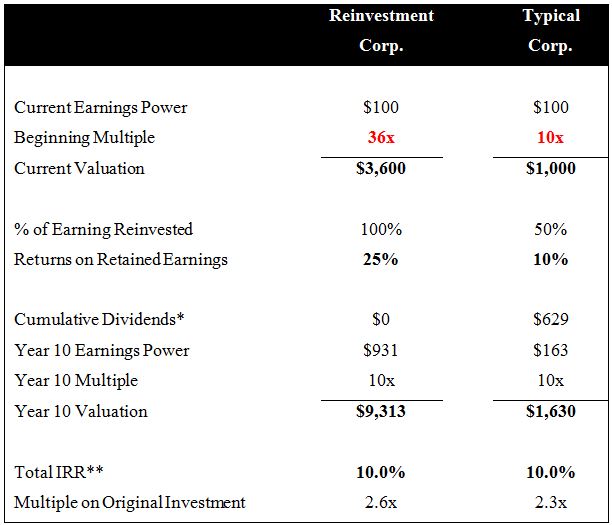 Reinvestment Typical
Corp. Corp.
Current Earnings Power $100 $100
Beginning Multiple 36x 10x
Current Valuation $3,600 $1,000
% of Earning Reinvested 100% 50%
Returns on Retained Earnings 25% 10%
Cumulative Dividends* $0 $629
Year 10 Earnings Power $931 $163
Year 10 Multiple 10x 10x
Year 10 Valuation $9,313 $1,630
Total IRR** 10.0% 10.0%
Multiple on Original Investment 2.6x 2.3x